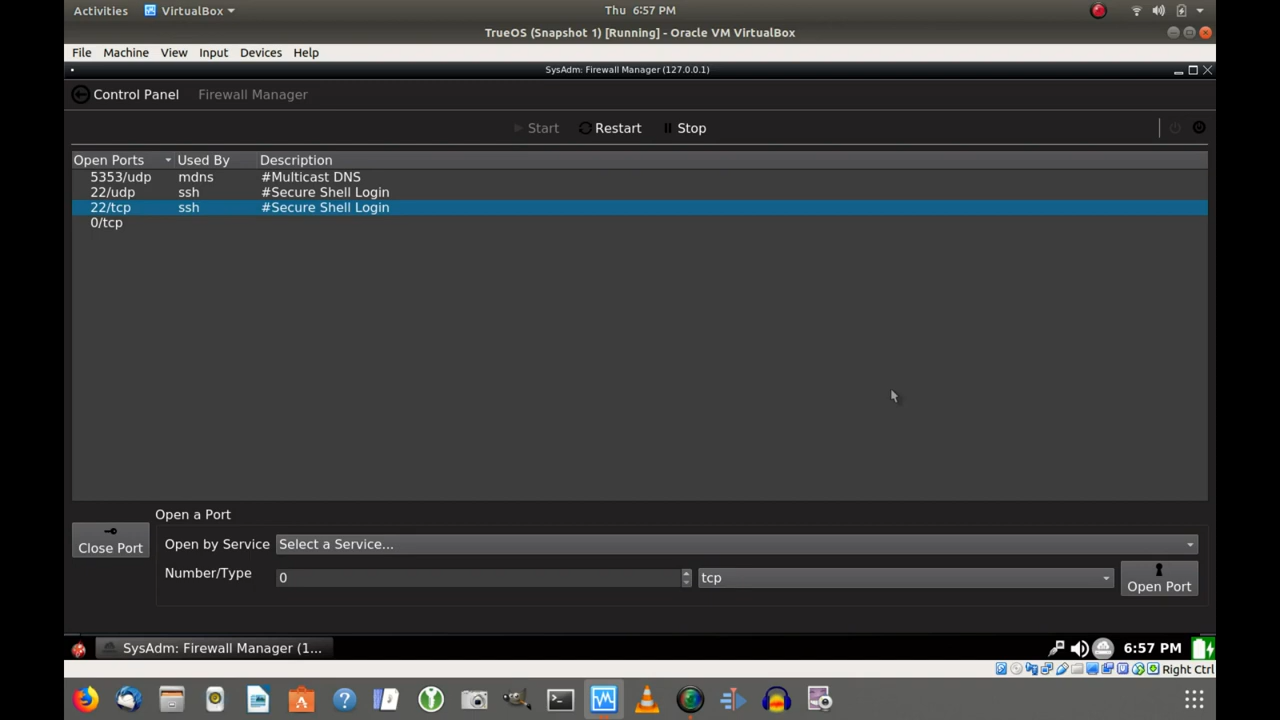 Activities VirtualBox Thu 6:57 PM
TrueOS (Snapshot 1) [Running] - Oracle VM VirtualBox
File Machine View Input Devices Help
SysAdm: Firewall Manager (127.0.0.1)
Control Panel Firewall Manager
Start Restart Stop
Open Ports Used By Description
5353/udp mdns #Multicast DNS
22/udp ssh #Secure Shell Login
22/tcp ssh #Secure Shell Login
0/tcp
Open a Port
Close Port
Open by Service Select a Service...
Number/Type 0 tcp
Open Port
SysAdm: Firewall Manager (1... 6:57 PM
Right Ctrl